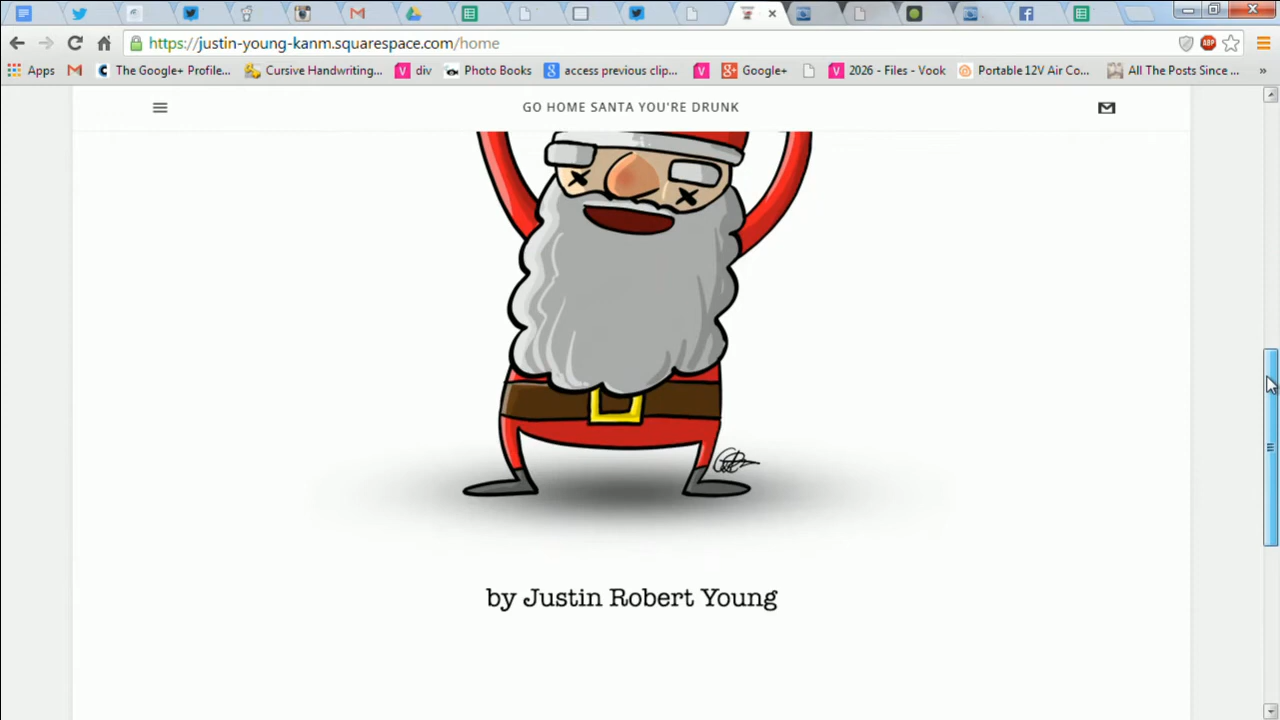 https://justin-young-kanm.squarespace.com/home
ABP
Apps
The Google+ Profile...
Cursive Handwriting...
div
Photo Books
access previous clip...
Google+
2026 - Files - Vook
Portable 12V Air Co...
All The Posts Since ...
»
GO HOME SANTA YOU'RE DRUNK
by Justin Robert Young